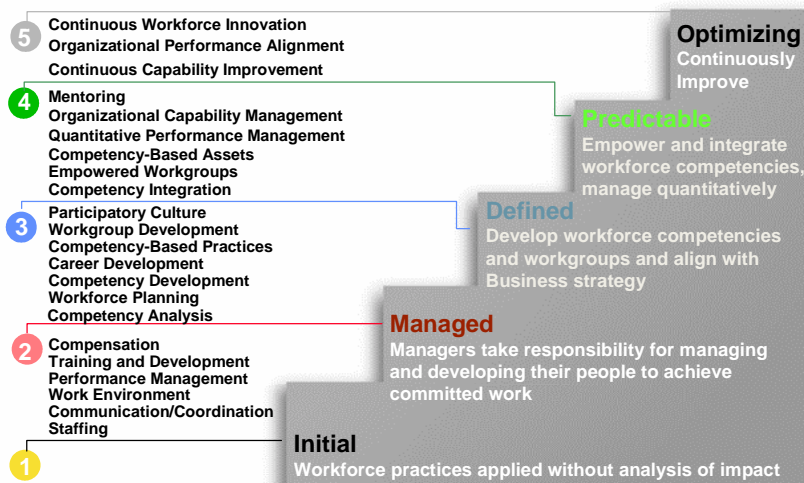 5
Continuous Workforce Innovation
Organizational Performance Alignment
Continuous Capability Improvement
Optimizing
Continuously
Improve
4
Mentoring
Organizational Capability Management
Quantitative Performance Management
Competency-Based Assets
Empowered Workgroups
Competency Integration
Predictable
Empower and integrate
workforce competencies,
manage quantitatively
3
Participatory Culture
Workgroup Development
Competency-Based Practices
Career Development
Competency Development
Workforce Planning
Competency Analysis
Defined
Develop workforce competencies
and workgroups and align with
Business strategy
2
Compensation
Training and Development
Performance Management
Work Environment
Communication/Coordination
Staffing
Managed
Managers take responsibility for managing
and developing their people to achieve
committed work
1
Initial
Workforce practices applied without analysis of impact